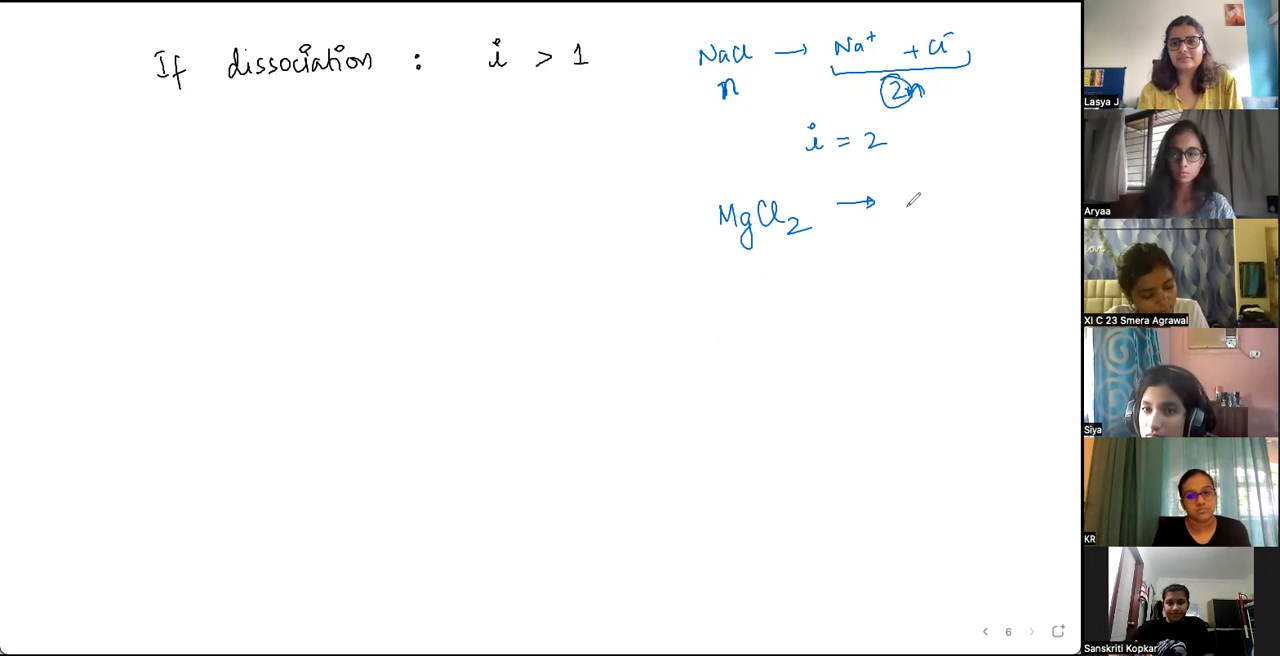 If dissociation : i > 1
NaCl → Na⁺ + Cl⁻
n 2n
i = 2
MgCl₂ →
Lasya J
Aryaa
XI C 23 Smera Agrawal
Siya
KR
Sanskriti Kopkar
< 6 >